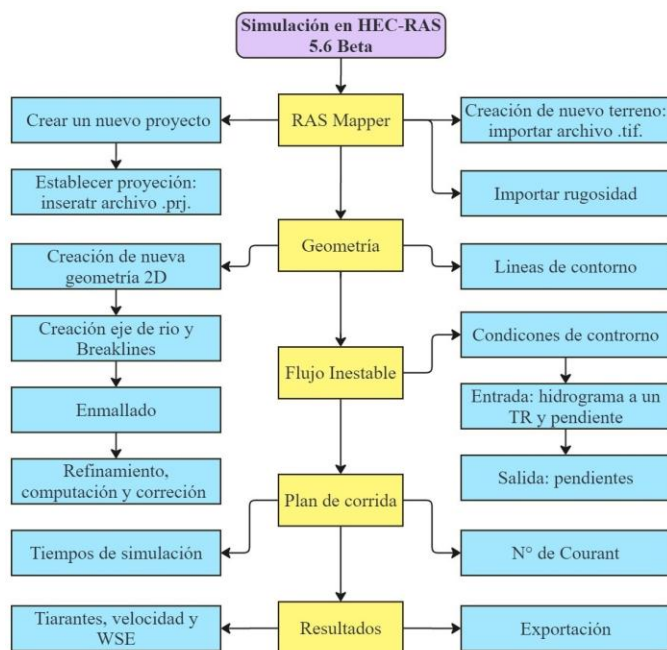 Simulación en HEC-RAS
5.6 Beta
Crear un nuevo proyecto
RAS Mapper
Creación de nuevo terreno:
importar archivo .tif.
Establecer proyeción:
inseratr archivo .prj.
Importar rugosidad
Creación de nueva
geometría 2D
Geometría
Lineas de contorno
Creación eje de rio y
Breaklines
Condicones de controrno
Enmallado
Flujo Inestable
Entrada: hidrograma a un
TR y pendiente
Refinamiento,
computación y correción
Plan de corrida
Salida: pendientes
Tiempos de simulación
N° de Courant
Tiarantes, velocidad y
WSE
Resultados
Exportación